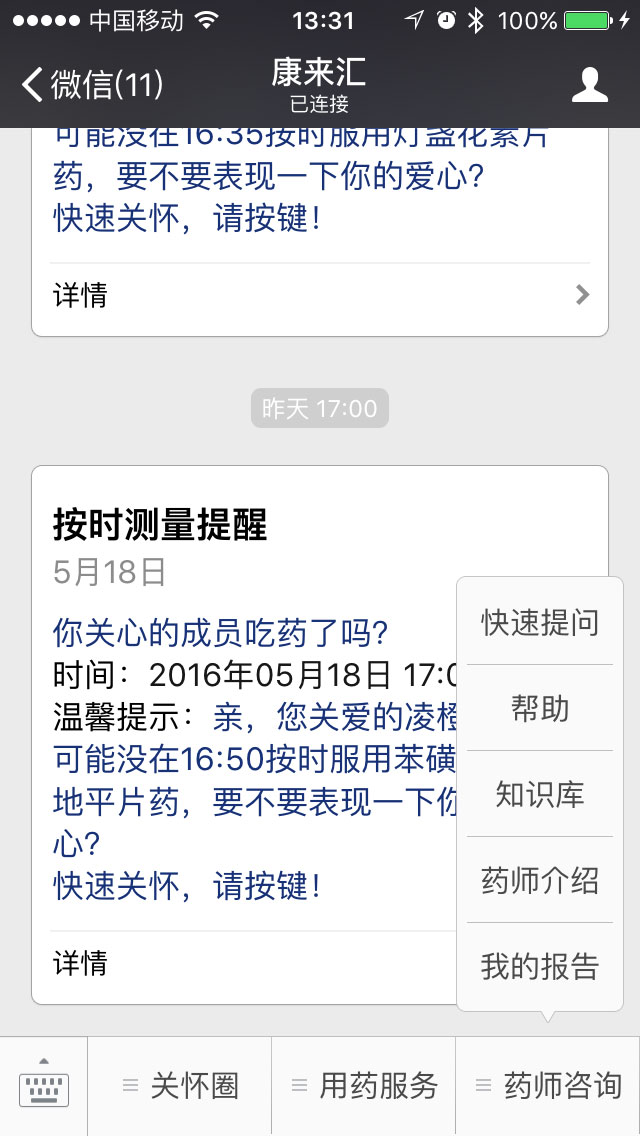 中国移动
13:31
100%
微信(11)
康来汇
已连接
可能没在16:35按时服用灯盏花素片
药，要不要表现一下你的爱心?
快速关怀，请按键！
详情
昨天 17:00
按时测量提醒
5月18日
你关心的成员吃药了吗?
时间：2016年05月18日 17:0
温馨提示：亲，您关爱的凌橙
可能没在16:50按时服用苯磺
地平片药，要不要表现一下你
心?
快速关怀，请按键！
详情
快速提问
帮助
知识库
药师介绍
我的报告
关怀圈
用药服务
药师咨询